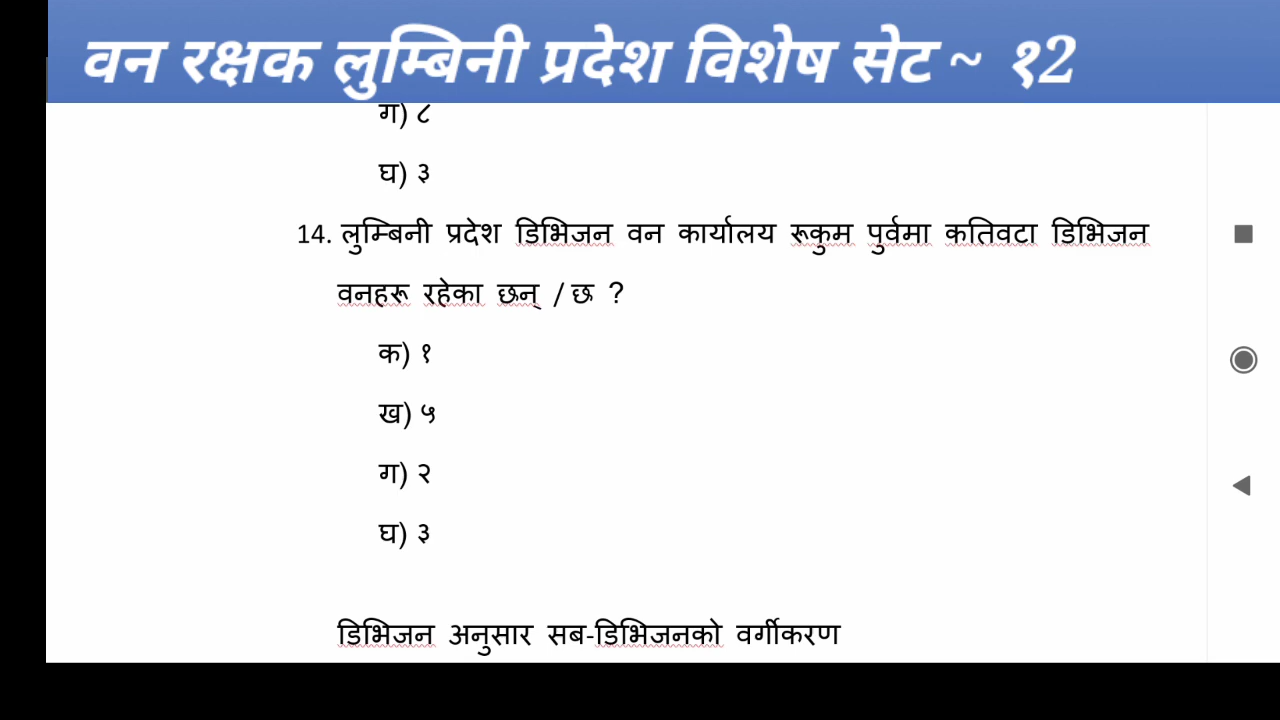 वन रक्षक लुम्बिनी प्रदेश विशेष सेट ~ १2
ग) ८
घ) ३
14. लुम्बिनी प्रदेश डिभिजन वन कार्यालय रूकुम पुर्वमा कतिवटा डिभिजन
वनहरू रहेका छन् / छ ?
क) १
ख) ५
ग) २
घ) ३
डिभिजन अनुसार सब-डिभिजनको वर्गीकरण